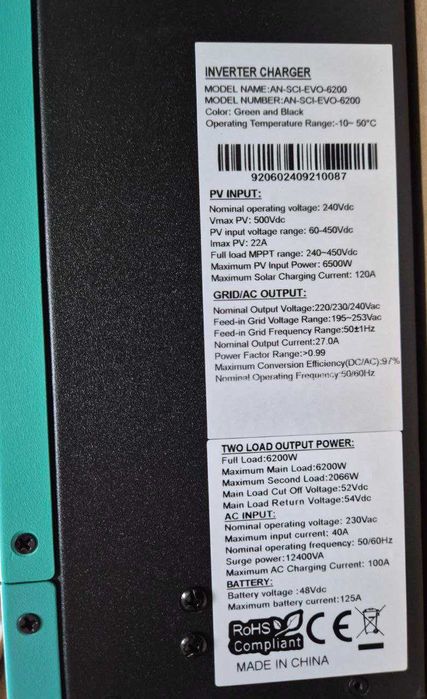 INVERTER CHARGER
MODEL NAME:AN-SCI-EVO-6200
MODEL NUMBER:AN-SCI-EVO-6200
Color: Green and Black
Operating Temperature Range:-10~ 50°C
920602409210087
PV INPUT:
Nominal operating voltage: 240Vdc
Vmax PV: 500Vdc
PV input voltage range: 60-450Vdc
Imax PV: 22A
Full load MPPT range: 240~450Vdc
Maximum PV Input Power: 6500W
Maximum Solar Charging Current: 120A
GRID/AC OUTPUT:
Nominal Output Voltage:220/230/240Vac
Feed-in Grid Voltage Range:195~253Vac
Feed-in Grid Frequency Range:50±1Hz
Nominal Output Current:27.0A
Power Factor Range:>0.99
Maximum Conversion Efficiency(DC/AC):97%
Nominal Operating Frequency:50/60Hz
TWO LOAD OUTPUT POWER:
Full Load:6200W
Maximum Main Load:6200W
Maximum Second Load:2066W
Main Load Cut Off Voltage:52Vdc
Main Load Return Voltage:54Vdc
AC INPUT:
Nominal operating voltage: 230Vac
Maximum input current: 40A
Nominal operating frequency: 50/60Hz
Surge power: 12400VA
Maximum AC Charging Current: 100A
BATTERY:
Battery voltage :48Vdc
Maximum battery current:125A
RoHS
Compliant
CE
MADE IN CHINA